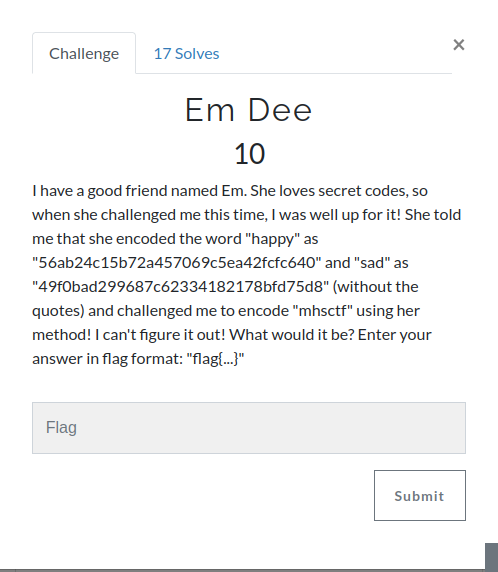 Challenge
17 Solves
×
Em Dee
10
I have a good friend named Em. She loves secret codes, so
when she challenged me this time, I was well up for it! She told
me that she encoded the word "happy" as
"56ab24c15b72a457069c5ea42fcfc640" and "sad" as
"49f0bad299687c62334182178bfd75d8" (without the
quotes) and challenged me to encode "mhsctf" using her
method! I can't figure it out! What would it be? Enter your
answer in flag format: "flag{...}"
Flag
Submit